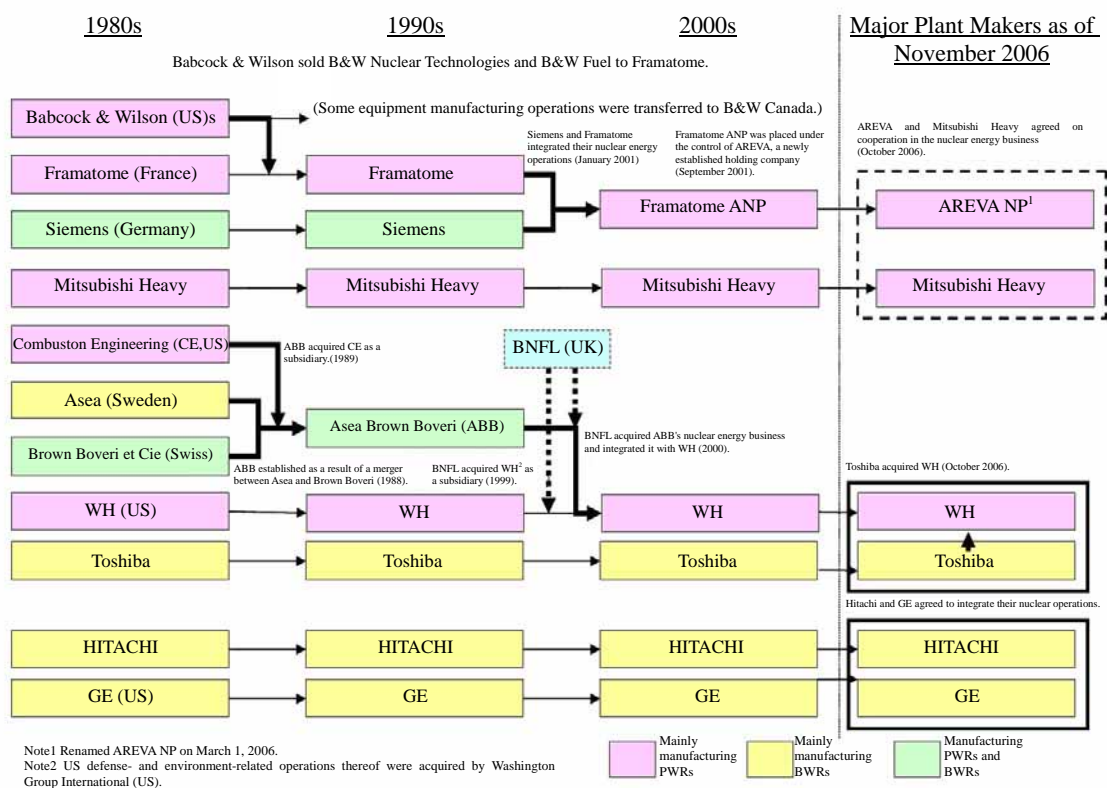 1980s
1990s
2000s
Major Plant Makers as of
November 2006
Babcock & Wilson sold B&W Nuclear Technologies and B&W Fuel to Framatome.
Babcock & Wilson (US)s
(Some equipment manufacturing operations were transferred to B&W Canada.)
Siemens and Framatome
integrated their nuclear energy
operations (January 2001)
Framatome ANP was placed under
the control of AREVA, a newly
established holding company
(September 2001).
AREVA and Mitsubishi Heavy agreed on
cooperation in the nuclear energy business
(October 2006).
Framatome (France)
Framatome
Framatome ANP
AREVA NP1
Siemens (Germany)
Siemens
Mitsubishi Heavy
Mitsubishi Heavy
Mitsubishi Heavy
Mitsubishi Heavy
Combuston Engineering (CE,US)
ABB acquired CE as a
subsidiary.(1989)
BNFL (UK)
Asea (Sweden)
Asea Brown Boveri (ABB)
Brown Boveri et Cie (Swiss)
BNFL acquired ABB's nuclear energy business
and integrated it with WH (2000).
ABB established as a result of a merger
between Asea and Brown Boveri (1988).
BNFL acquired WH2 as
a subsidiary (1999).
Toshiba acquired WH (October 2006).
WH (US)
WH
WH
WH
Toshiba
Toshiba
Toshiba
Toshiba
Hitachi and GE agreed to integrate their nuclear operations.
HITACHI
HITACHI
HITACHI
HITACHI
GE (US)
GE
GE
GE
Note1 Renamed AREVA NP on March 1, 2006.
Note2 US defense- and environment-related operations thereof were acquired by Washington
Group International (US).
Mainly
manufacturing
PWRs
Mainly
manufacturing
BWRs
Manufacturing
PWRs and
BWRs